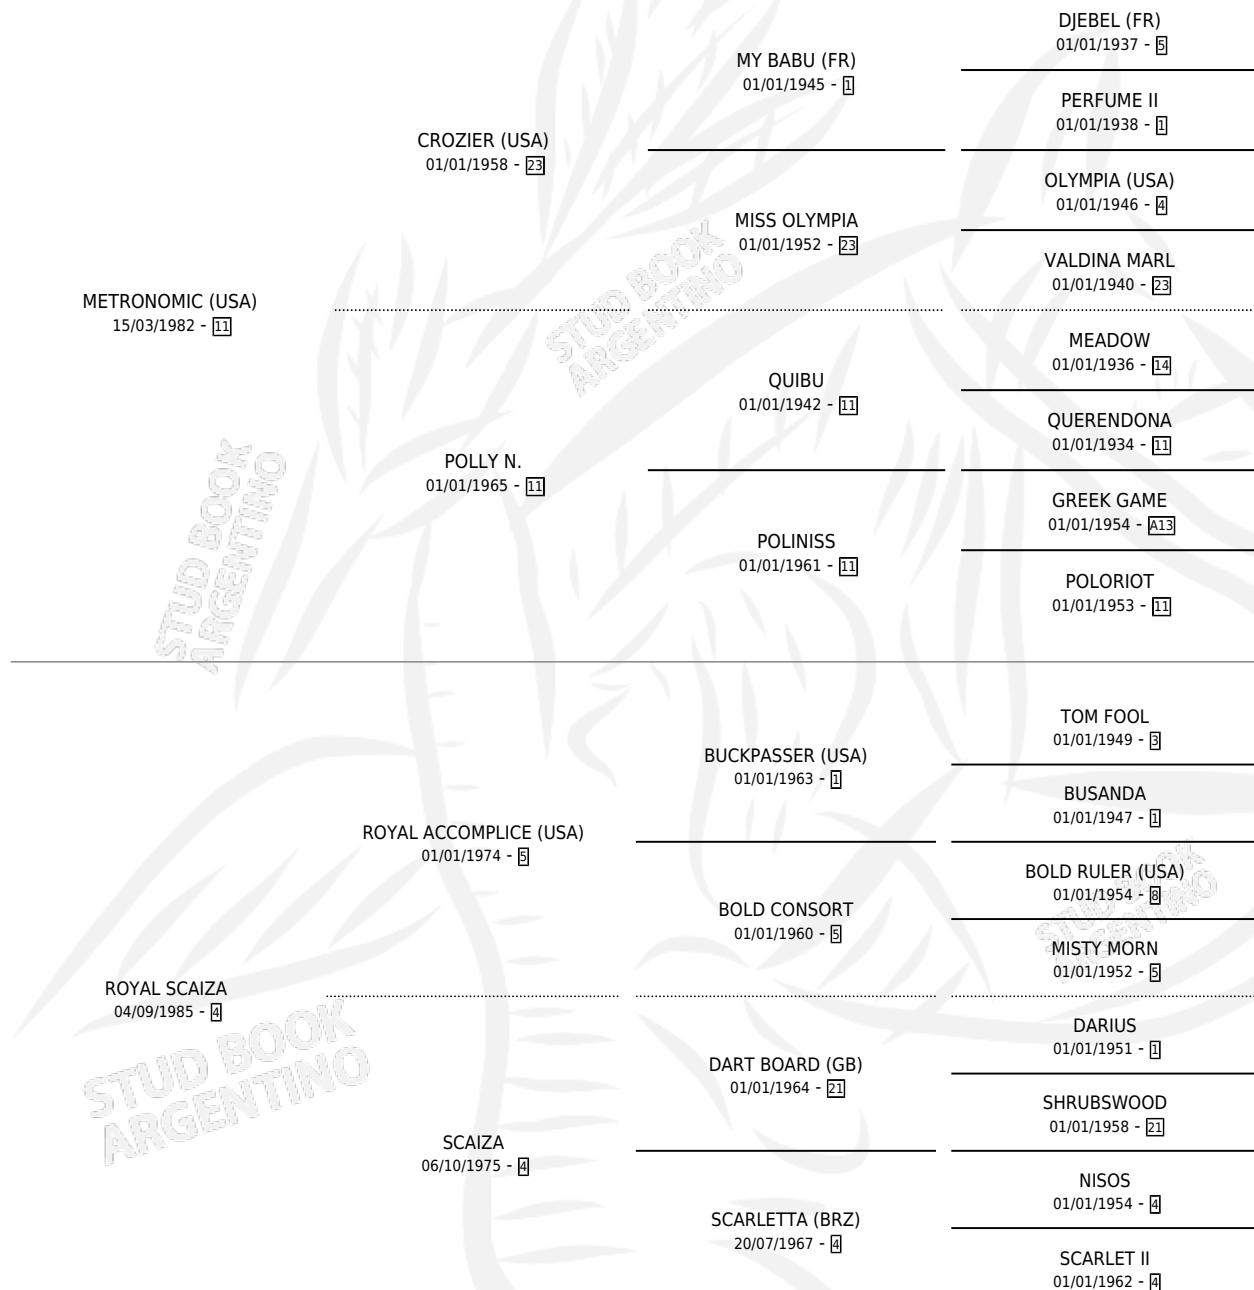 DJEBEL (FR)
01/01/1937 - 5
MY BABU (FR)
01/01/1945 - 1
PERFUME II
01/01/1938 - 1
CROZIER (USA)
01/01/1958 - 23
OLYMPIA (USA)
01/01/1946 - 4
MISS OLYMPIA
01/01/1952 - 23
VALDINA MARL
01/01/1940 - 23
METRONOMIC (USA)
15/03/1982 - 11
MEADOW
01/01/1936 - 14
QUIBU
01/01/1942 - 11
QUERENDONA
01/01/1934 - 11
POLLY N.
01/01/1965 - 11
GREEK GAME
01/01/1954 - A13
POLINISS
01/01/1961 - 11
POLORIOT
01/01/1953 - 11
TOM FOOL
01/01/1949 - 3
BUCKPASSER (USA)
01/01/1963 - 1
BUSANDA
01/01/1947 - 1
ROYAL ACCOMPLICE (USA)
01/01/1974 - 5
BOLD RULER (USA)
01/01/1954 - 8
BOLD CONSORT
01/01/1960 - 5
MISTY MORN
01/01/1952 - 5
ROYAL SCAIZA
04/09/1985 - 4
DARIUS
01/01/1951 - 1
DART BOARD (GB)
01/01/1964 - 21
SHRUBSWOOD
01/01/1958 - 21
SCAIZA
06/10/1975 - 4
NISOS
01/01/1954 - 4
SCARLETTA (BRZ)
20/07/1967 - 4
SCARLET II
01/01/1962 - 4
STUD BOOK
ARGENTINO
STUD BOOK
ARGENTINO
STUD BOOK
ARGENTINO
STUD BOOK
ARGENTINO